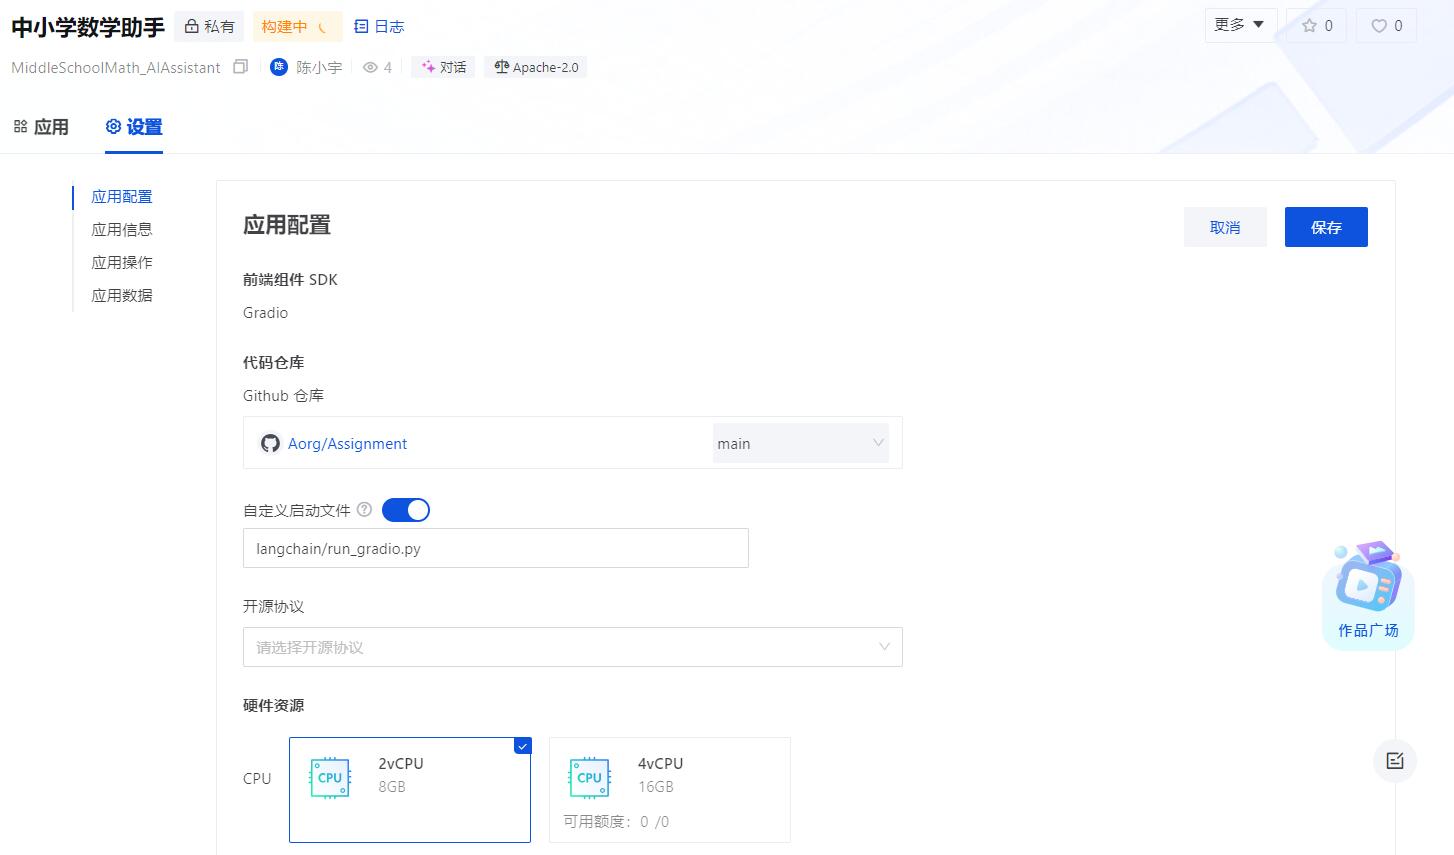 中小学数学助手 私有 构建中 日志 更多 0 0
MiddleSchoolMath_AIAssistant 陈 陈小宇 4 对话 Apache-2.0
应用 设置
应用配置
应用信息
应用操作
应用数据
应用配置 取消 保存
前端组件 SDK
Gradio
代码仓库
Github 仓库
Aorg/Assignment main
自定义启动文件 ?
langchain/run_gradio.py
开源协议
请选择开源协议
作品广场
硬件资源
CPU
CPU 2vCPU
8GB
CPU 4vCPU
16GB
可用额度：0 /0